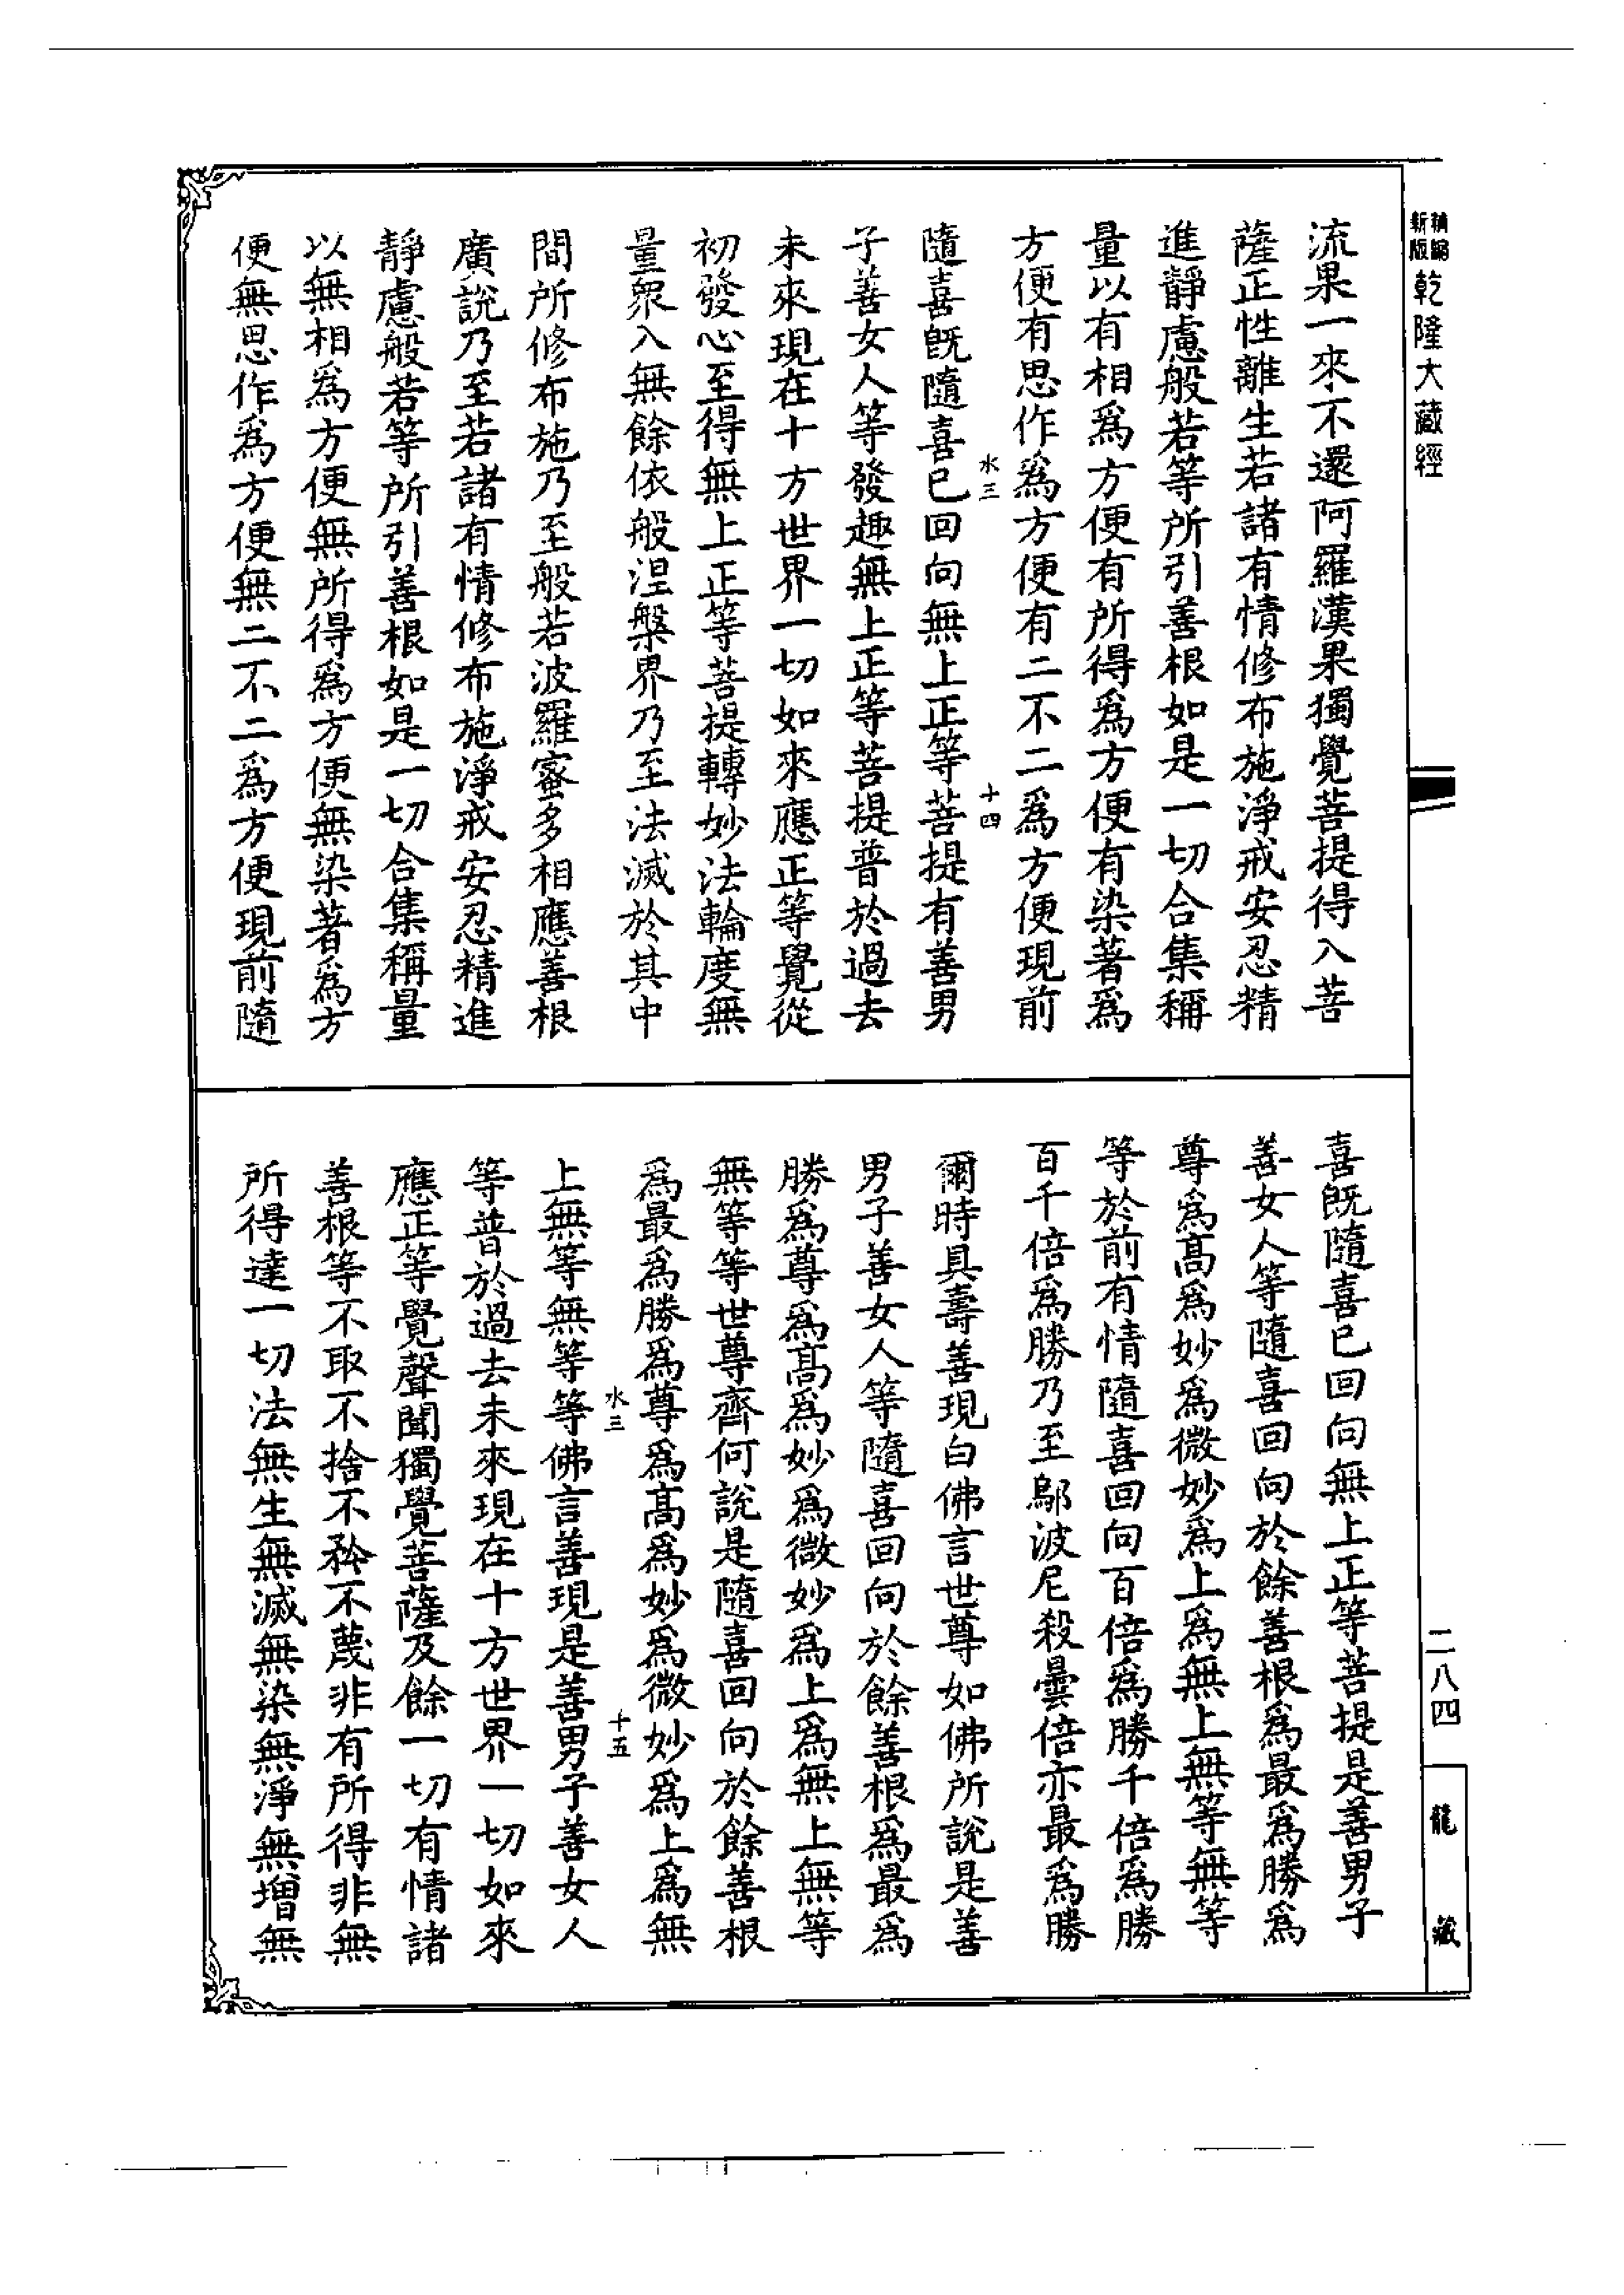 新版
精縮
乾隆大藏經
流果一來不還阿羅漢果獨覺菩提得入菩
薩正性離生若諸有情修布施淨戒安忍精
進靜慮般若等所引善根如是一切合集稱
量以有相爲方便有所得爲方便有染著爲
方便有思作爲方便有二不二爲方便現前
水三
十四
隨喜旣隨喜已回向無上正等菩提有善男
子善女人等發趣無上正等菩提普於過去
未來現在十方世界一切如來應正等覺從
初發心至得無上正等菩提轉妙法輪度無
量衆入無餘依般涅槃界乃至法滅於其中
間所修布施乃至般若波羅蜜多相應善根
廣說乃至若諸有情修布施淨戒安忍精進
靜慮般若等所引善根如是一切合集稱量
以無相爲方便無所得爲方便無染著爲方
便無思作爲方便無二不二爲方便現前隨
喜旣隨喜已回向無上正等菩提是善男子
善女人等隨喜回向於餘善根爲最爲勝爲
尊爲髙爲妙爲微妙爲上爲無上無等無等
等於前有情隨喜回向百倍爲勝千倍爲勝
百千倍爲勝乃至鄔波尼殺曇倍亦最爲勝
爾時具壽善現白佛言世尊如佛所說是善
男子善女人等隨喜回向於餘善根爲最爲
勝爲尊爲髙爲妙爲微妙爲上爲無上無等
無等等世尊齊何說是隨喜回向於餘善根
爲最爲勝爲尊爲髙爲妙爲微妙爲上爲無
水三
十五
上無等無等等佛言善現是善男子善女人
等普於過去未來現在十方世界一切如來
應正等覺聲聞獨覺菩薩及餘一切有情諸
善根等不取不捨不矜不蔑非有所得非無
所得達一切法無生無滅無染無淨無增無
二八四
龍藏